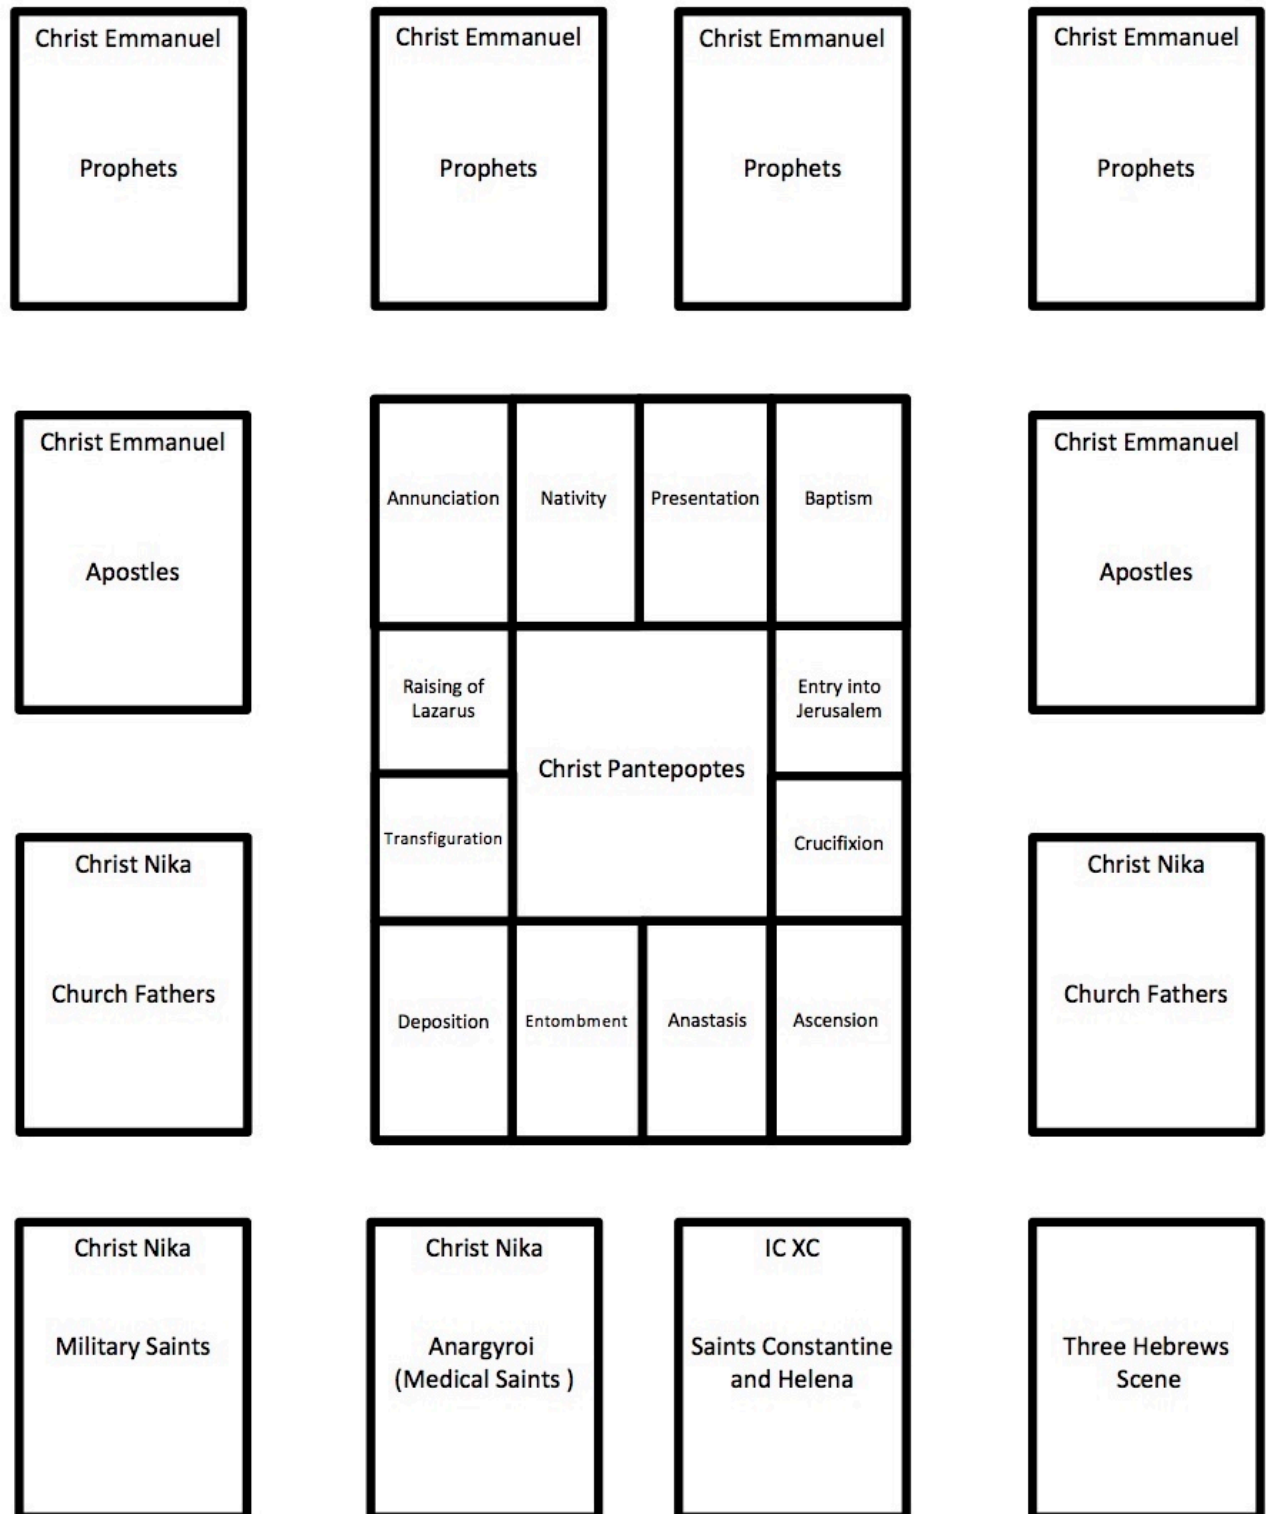 Christ Emmanuel
Prophets
Christ Emmanuel
Prophets
Christ Emmanuel
Prophets
Christ Emmanuel
Prophets
Christ Emmanuel
Apostles
Annunciation
Nativity
Presentation
Baptism
Raising of
Lazarus
Christ Pantepoptes
Entry into
Jerusalem
Transfiguration
Crucifixion
Deposition
Entombment
Anastasis
Ascension
Christ Emmanuel
Apostles
Christ Nika
Church Fathers
Christ Nika
Church Fathers
Christ Nika
Military Saints
Christ Nika
Anargyroi
(Medical Saints )
IC XC
Saints Constantine
and Helena
Three Hebrews
Scene